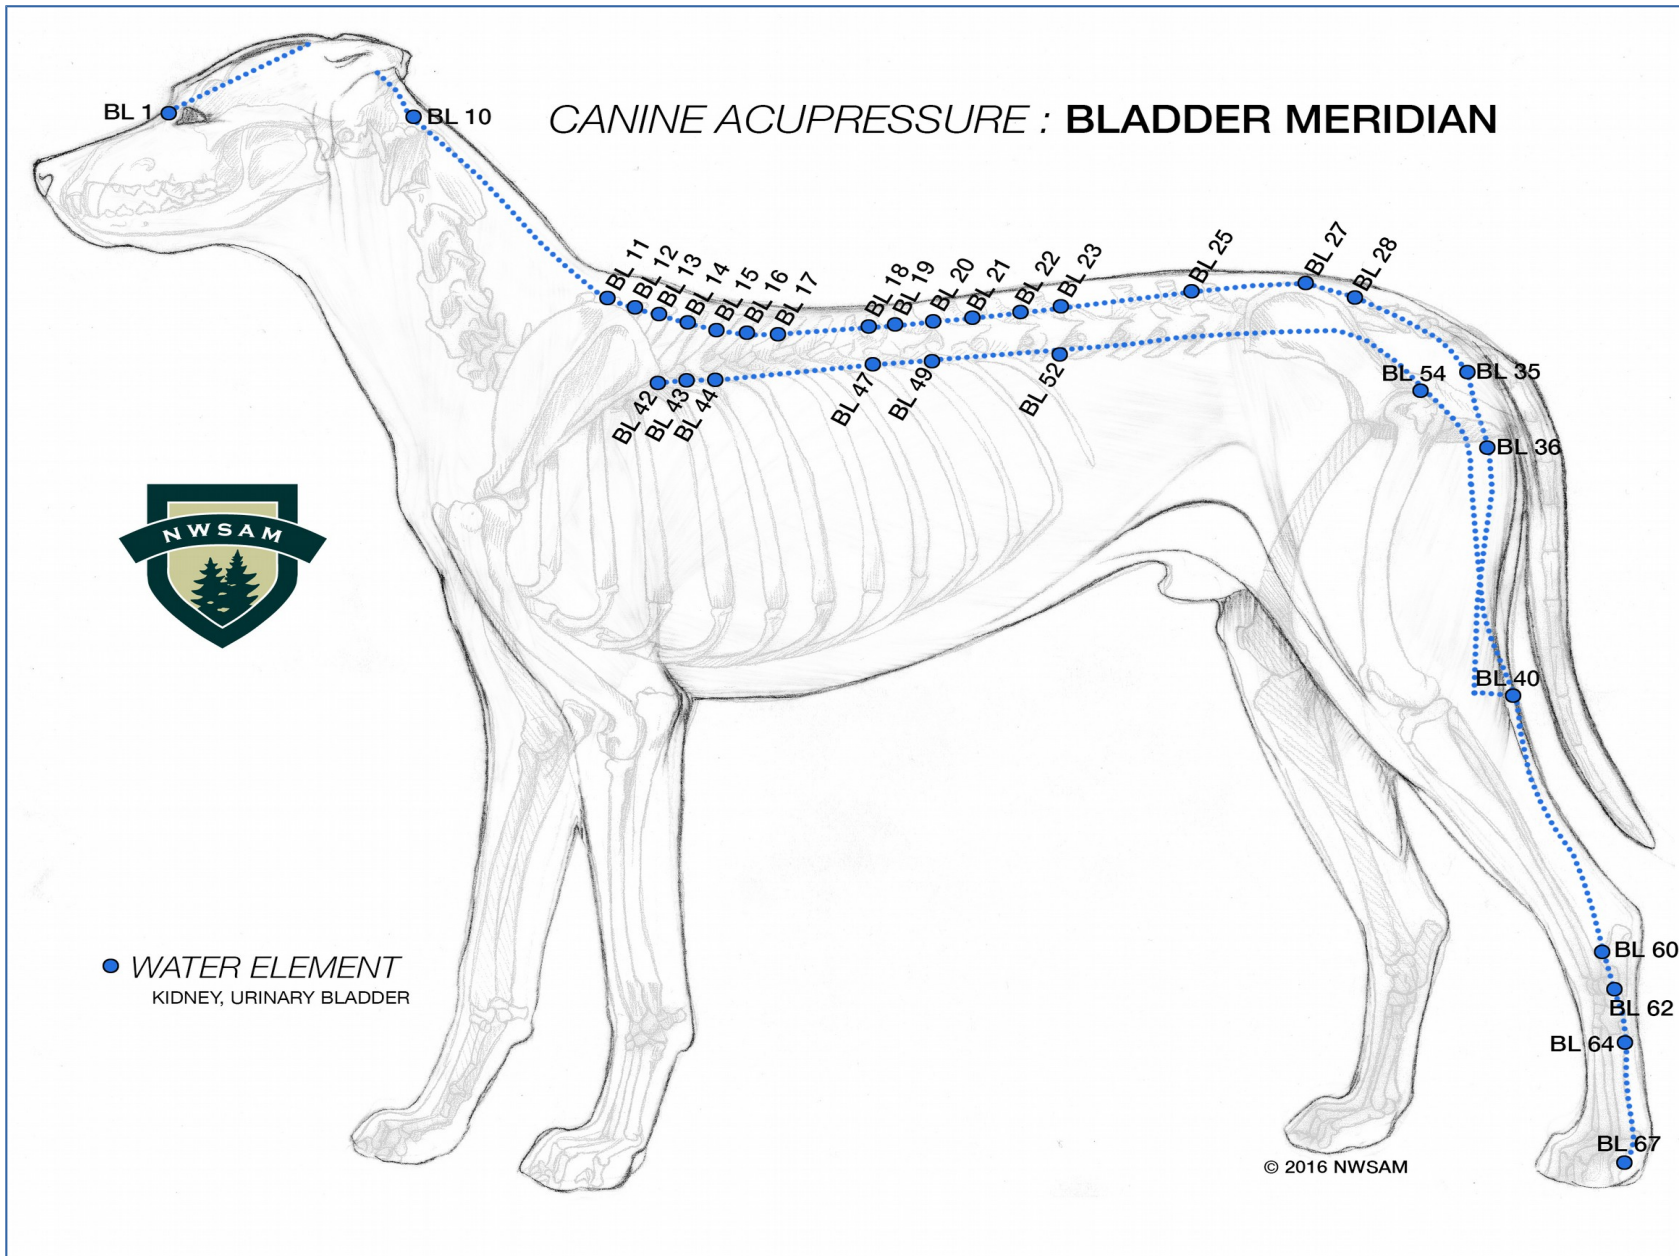 CANINE ACUPRESSURE : BLADDER MERIDIAN
BL 1
BL 10
BL 11
BL 12
BL 13
BL 14
BL 15
BL 16
BL 17
BL 18
BL 19
BL 20
BL 21
BL 22
BL 23
BL 25
BL 27
BL 28
BL 35
BL 36
BL 42
BL 43
BL 44
BL 47
BL 49
BL 52
BL 54
BL 40
NWSAM
WATER ELEMENT
KIDNEY, URINARY BLADDER
BL 60
BL 62
BL 64
BL 67
© 2016 NWSAM